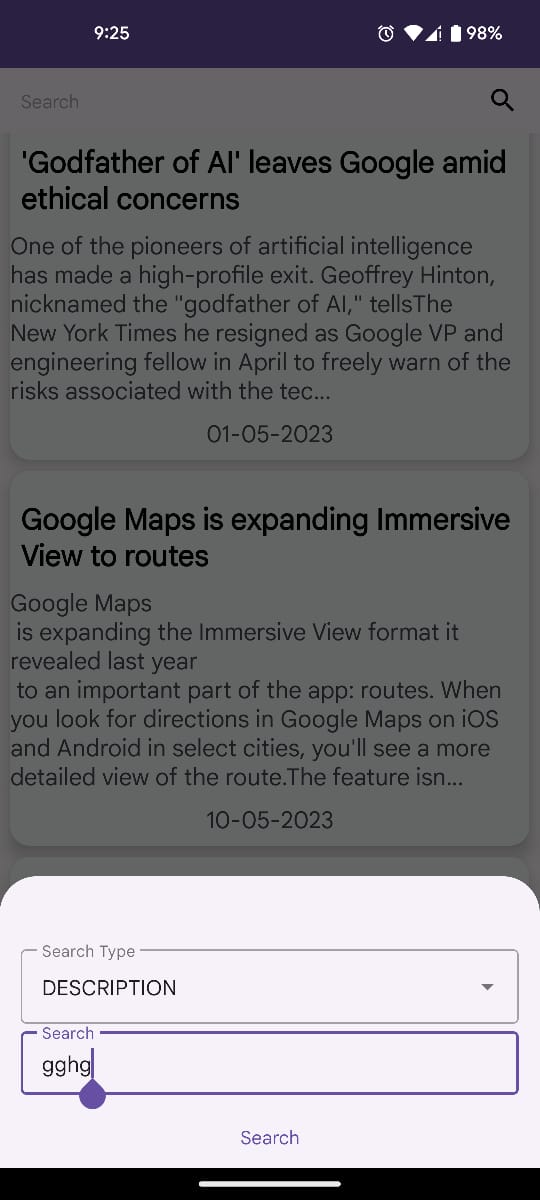 9:25
98%
Search
'Godfather of AI' leaves Google amid
ethical concerns
One of the pioneers of artificial intelligence
has made a high-profile exit. Geoffrey Hinton,
nicknamed the "godfather of AI," tellsThe
New York Times he resigned as Google VP and
engineering fellow in April to freely warn of the
risks associated with the tec...
01-05-2023
Google Maps is expanding Immersive
View to routes
Google Maps
is expanding the Immersive View format it
revealed last year
to an important part of the app: routes. When
you look for directions in Google Maps on iOS
and Android in select cities, you'll see a more
detailed view of the route.The feature isn...
10-05-2023
Search Type
DESCRIPTION
Search
gghg
Search